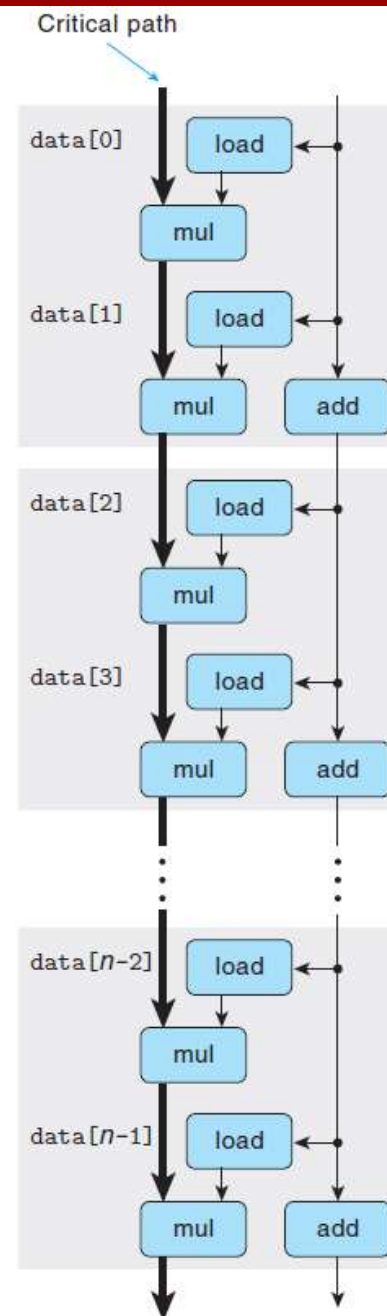 Critical path
data[0]
load
mul
data[1]
load
mul
add
data[2]
load
mul
data[3]
load
mul
add
data[n-2]
load
mul
data[n-1]
load
mul
add